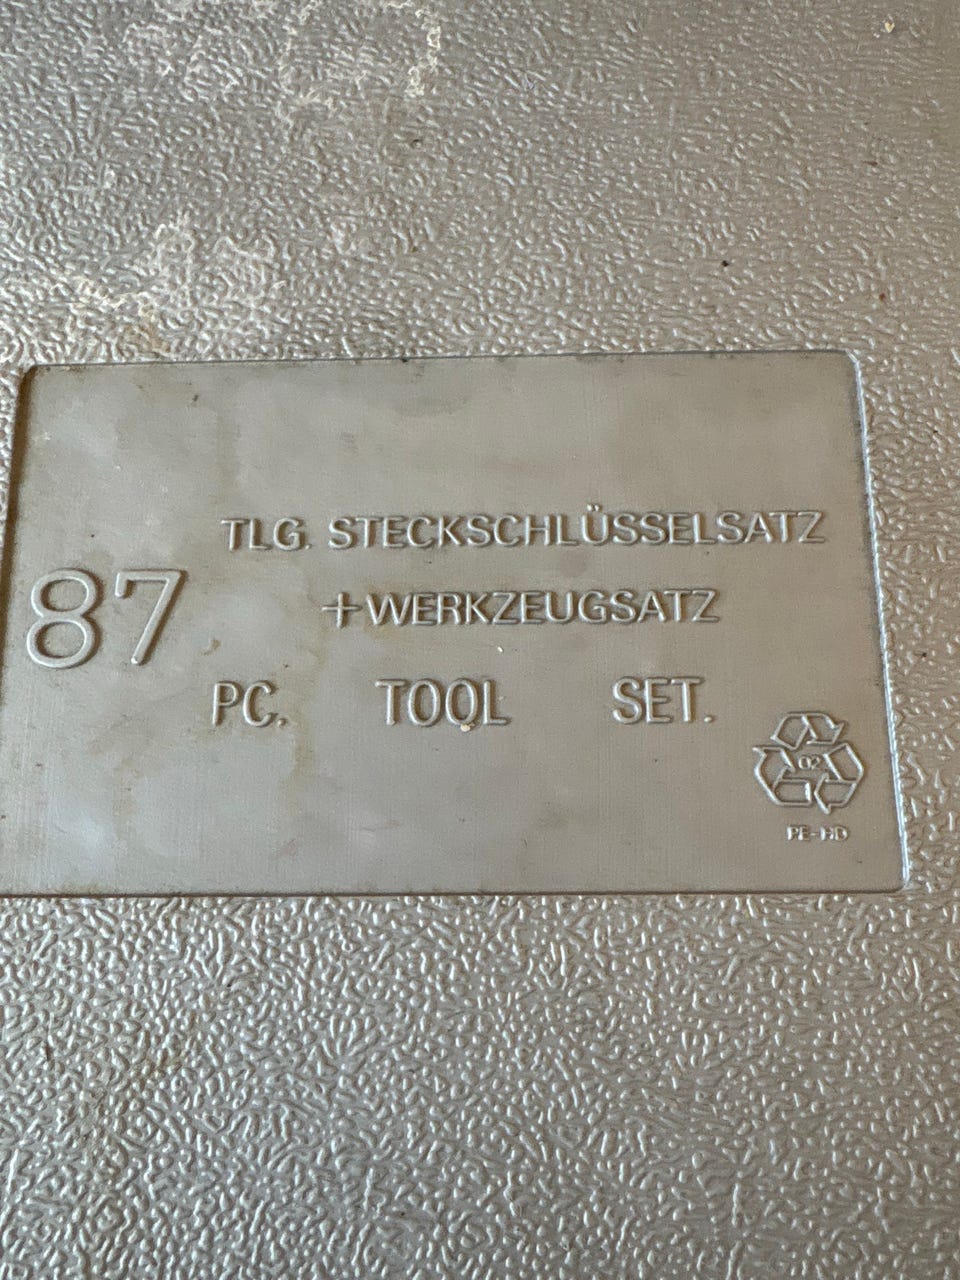 TLG. STECKSCHLÜSSELSATZ
87 +WERKZEUGSATZ
PC. TOOL SET.
02
PE-HD